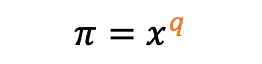 π = x^q